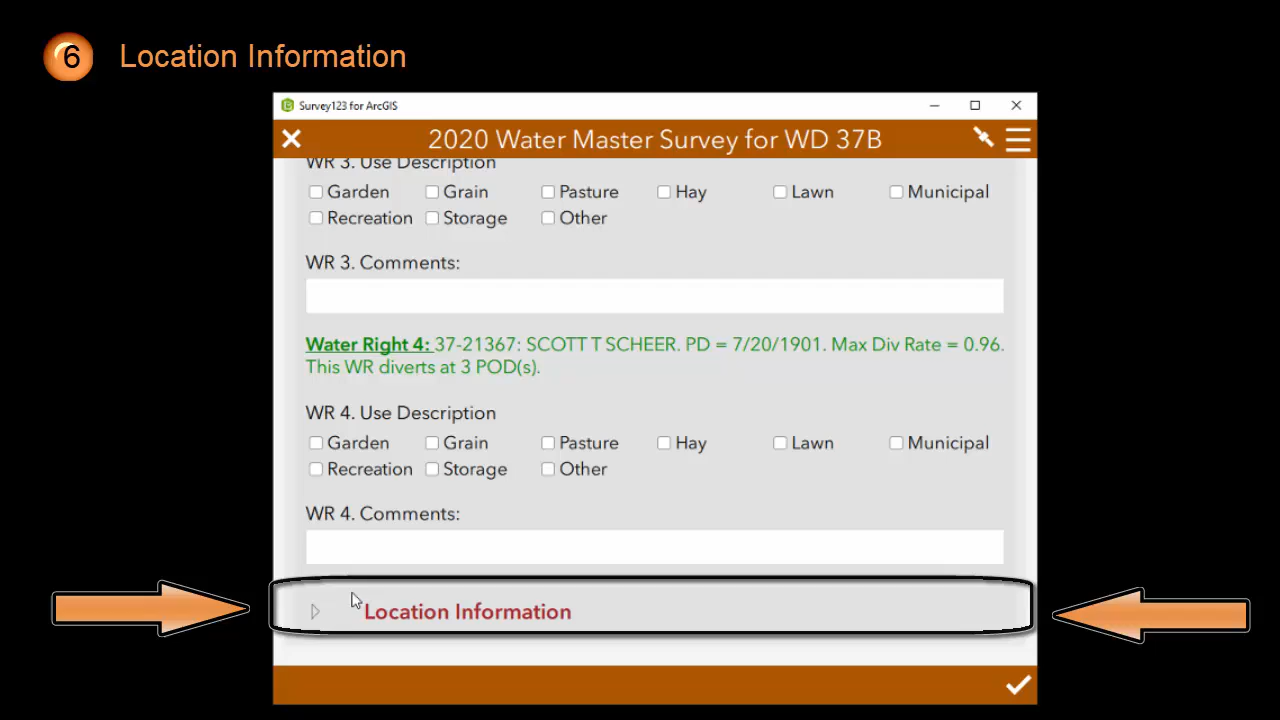 6 Location Information
Survey123 for ArcGIS
2020 Water Master Survey for WD 37B
WR 3. Use Description
Garden Grain Pasture Hay Lawn Municipal
Recreation Storage Other
WR 3. Comments:
Water Right 4: 37-21367: SCOTT T SCHEER. PD = 7/20/1901. Max Div Rate = 0.96.
This WR diverts at 3 POD(s).
WR 4. Use Description
Garden Grain Pasture Hay Lawn Municipal
Recreation Storage Other
WR 4. Comments:
Location Information